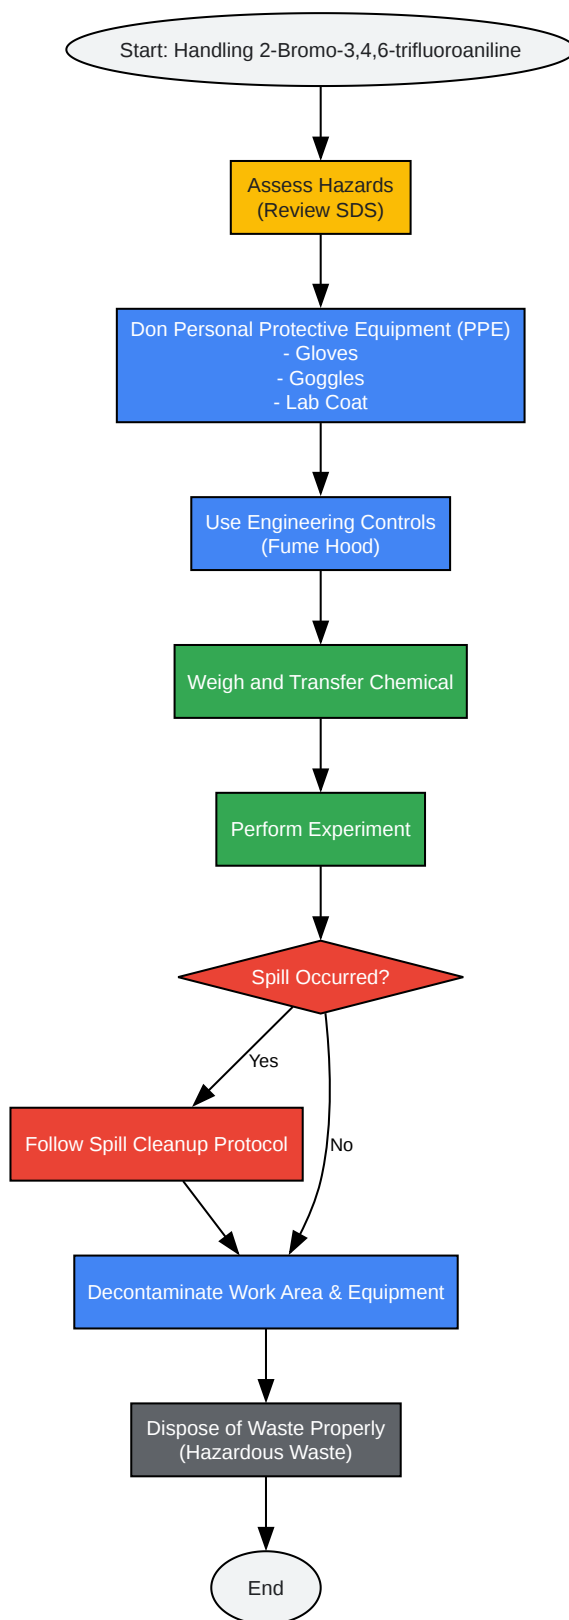 Start: Handling 2-Bromo-3,4,6-trifluoroaniline
Assess Hazards
(Review SDS)
Don Personal Protective Equipment (PPE)
- Gloves
- Goggles
- Lab Coat
Use Engineering Controls
(Fume Hood)
Weigh and Transfer Chemical
Perform Experiment
Spill Occurred?
Yes
Follow Spill Cleanup Protocol
No
Decontaminate Work Area & Equipment
Dispose of Waste Properly
(Hazardous Waste)
End